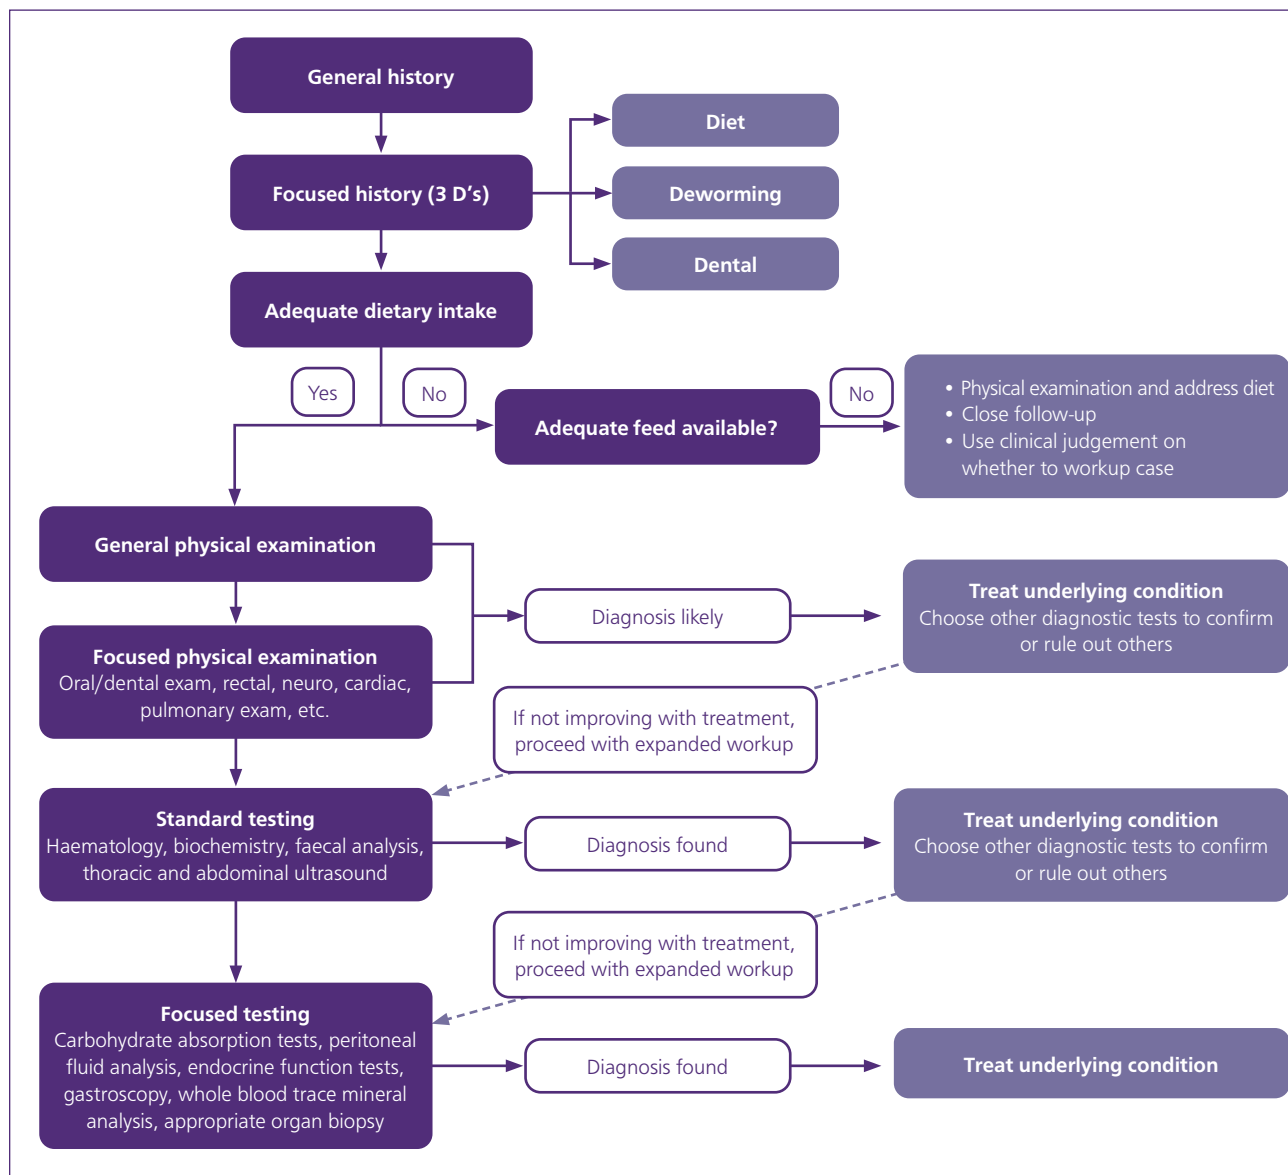 General history
Diet
Focused history (3 D's)
Deworming
Dental
Adequate dietary intake
Yes
No
Adequate feed available?
No
• Physical examination and address diet
• Close follow-up
• Use clinical judgement on
whether to workup case
General physical examination
Diagnosis likely
Treat underlying condition
Choose other diagnostic tests to confirm
or rule out others
Focused physical examination
Oral/dental exam, rectal, neuro, cardiac,
pulmonary exam, etc.
If not improving with treatment,
proceed with expanded workup
Standard testing
Haematology, biochemistry, faecal analysis,
thoracic and abdominal ultrasound
Diagnosis found
Treat underlying condition
Choose other diagnostic tests to confirm
or rule out others
If not improving with treatment,
proceed with expanded workup
Focused testing
Carbohydrate absorption tests, peritoneal
fluid analysis, endocrine function tests,
gastroscopy, whole blood trace mineral
analysis, appropriate organ biopsy
Diagnosis found
Treat underlying condition